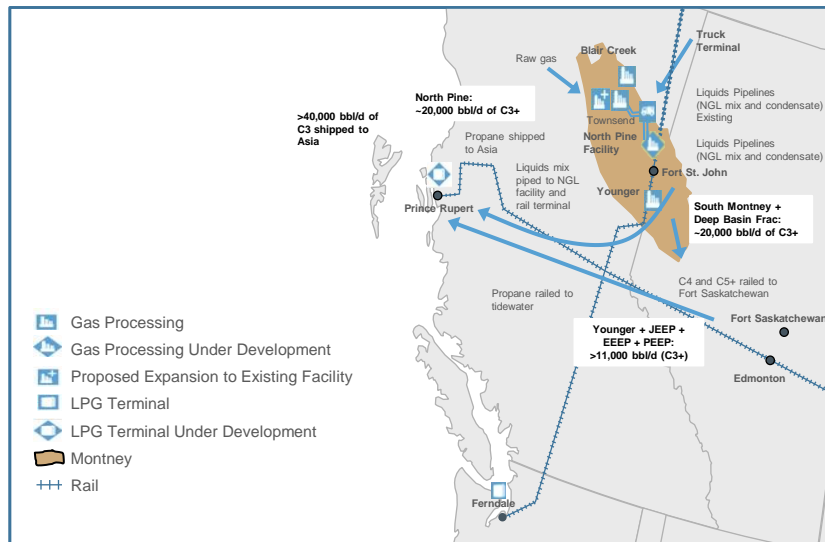 Blair Creek
Truck
Terminal
Raw gas
North Pine:
~20,000 bbl/d of C3+
>40,000 bbl/d of
C3 shipped to
Asia
Liquids Pipelines
(NGL mix and condensate)
Existing
Townsend
North Pine
Facility
Propane shipped
to Asia
Liquids Pipelines
(NGL mix and condensate)
Liquids mix
piped to NGL
facility and
rail terminal
Fort St. John
Younger
Prince Rupert
South Montney +
Deep Basin Frac:
~20,000 bbl/d of C3+
C4 and C5+ railed to
Fort Saskatchewan
Propane railed to
tidewater
Fort Saskatchewan
Younger + JEEP +
EEEP + PEEP:
>11,000 bbl/d (C3+)
Edmonton
Gas Processing
Gas Processing Under Development
Proposed Expansion to Existing Facility
LPG Terminal
LPG Terminal Under Development
Montney
Rail
Ferndale